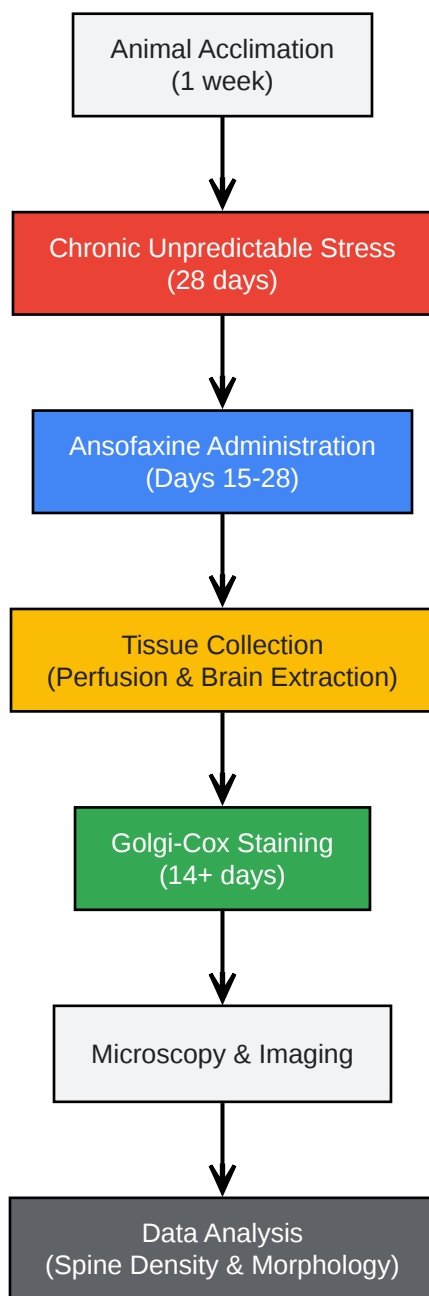 Animal Acclimation
(1 week)
Chronic Unpredictable Stress
(28 days)
Ansofaxine Administration
(Days 15-28)
Tissue Collection
(Perfusion & Brain Extraction)
Golgi-Cox Staining
(14+ days)
Microscopy & Imaging
Data Analysis
(Spine Density & Morphology)